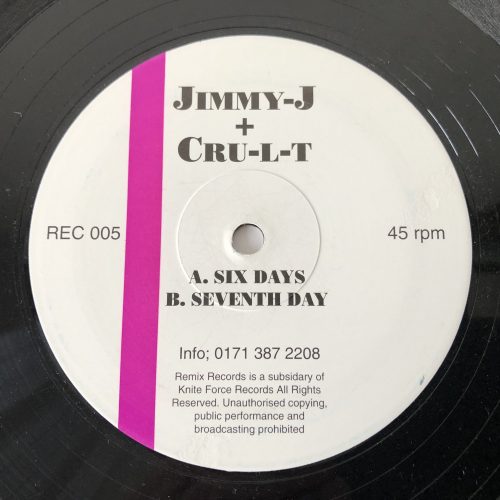 JIMMY-J
+
CRU-L-T
REC 005
45 rpm
A. SIX DAYS
B. SEVENTH DAY
Info; 0171 387 2208
Remix Records is a subsidary of
Knite Force Records All Rights
Reserved. Unauthorised copying,
public performance and
broadcasting prohibited